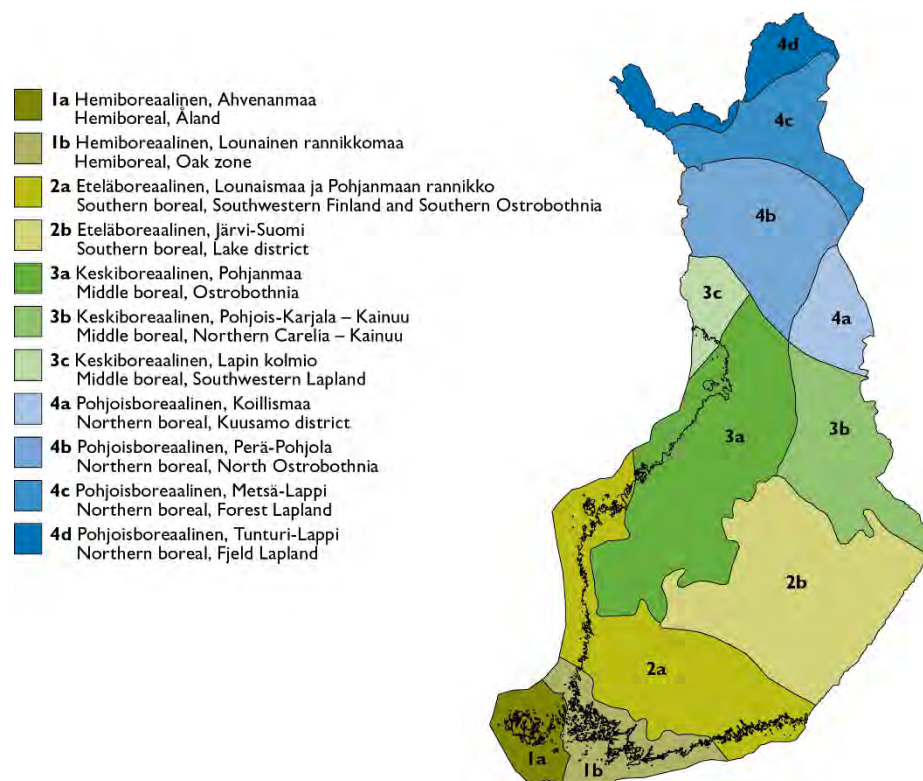 1a Hemiboreaalinen, Ahvenanmaa
Hemiboreal, Åland
1b Hemiboreaalinen, Lounainen rannikkomaa
Hemiboreal, Oak zone
2a Eteläboreaalinen, Lounaismaa ja Pohjanmaan rannikko
Southern boreal, Southwestern Finland and Southern Ostrobothnia
2b Eteläboreaalinen, Järvi-Suomi
Southern boreal, Lake district
3a Keskiboreaalinen, Pohjanmaa
Middle boreal, Ostrobothnia
3b Keskiboreaalinen, Pohjois-Karjala – Kainuu
Middle boreal, Northern Carelia – Kainuu
3c Keskiboreaalinen, Lapin kolmio
Middle boreal, Southwestern Lapland
4a Pohjoisboreaalinen, Koillismaa
Northern boreal, Kuusamo district
4b Pohjoisboreaalinen, Perä-Pohjola
Northern boreal, North Ostrobothnia
4c Pohjoisboreaalinen, Metsä-Lappi
Northern boreal, Forest Lapland
4d Pohjoisboreaalinen, Tunturi-Lappi
Northern boreal, Fjeld Lapland
4d
4c
4b
3c
4a
3a
3b
2b
2a
1a
1b